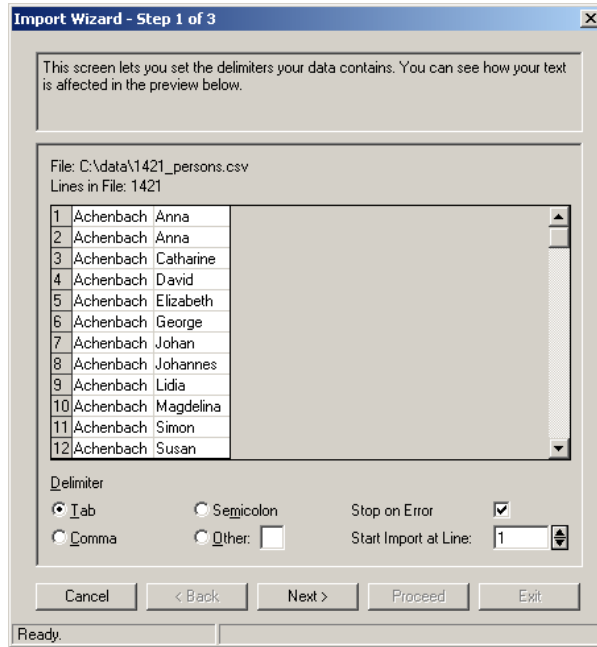 Import Wizard - Step 1 of 3
This screen lets you set the delimiters your data contains. You can see how your text
is affected in the preview below.
File: C:\data\1421_persons.csv
Lines in File: 1421
1 Achenbach Anna
2 Achenbach Anna
3 Achenbach Catharine
4 Achenbach David
5 Achenbach Elizabeth
6 Achenbach George
7 Achenbach Johan
8 Achenbach Johannes
9 Achenbach Lidia
10 Achenbach Magdelina
11 Achenbach Simon
12 Achenbach Susan
Delimiter
Tab Semicolon Stop on Error
Comma Other: Start Import at Line: 1
Cancel < Back Next > Proceed Exit
Ready.